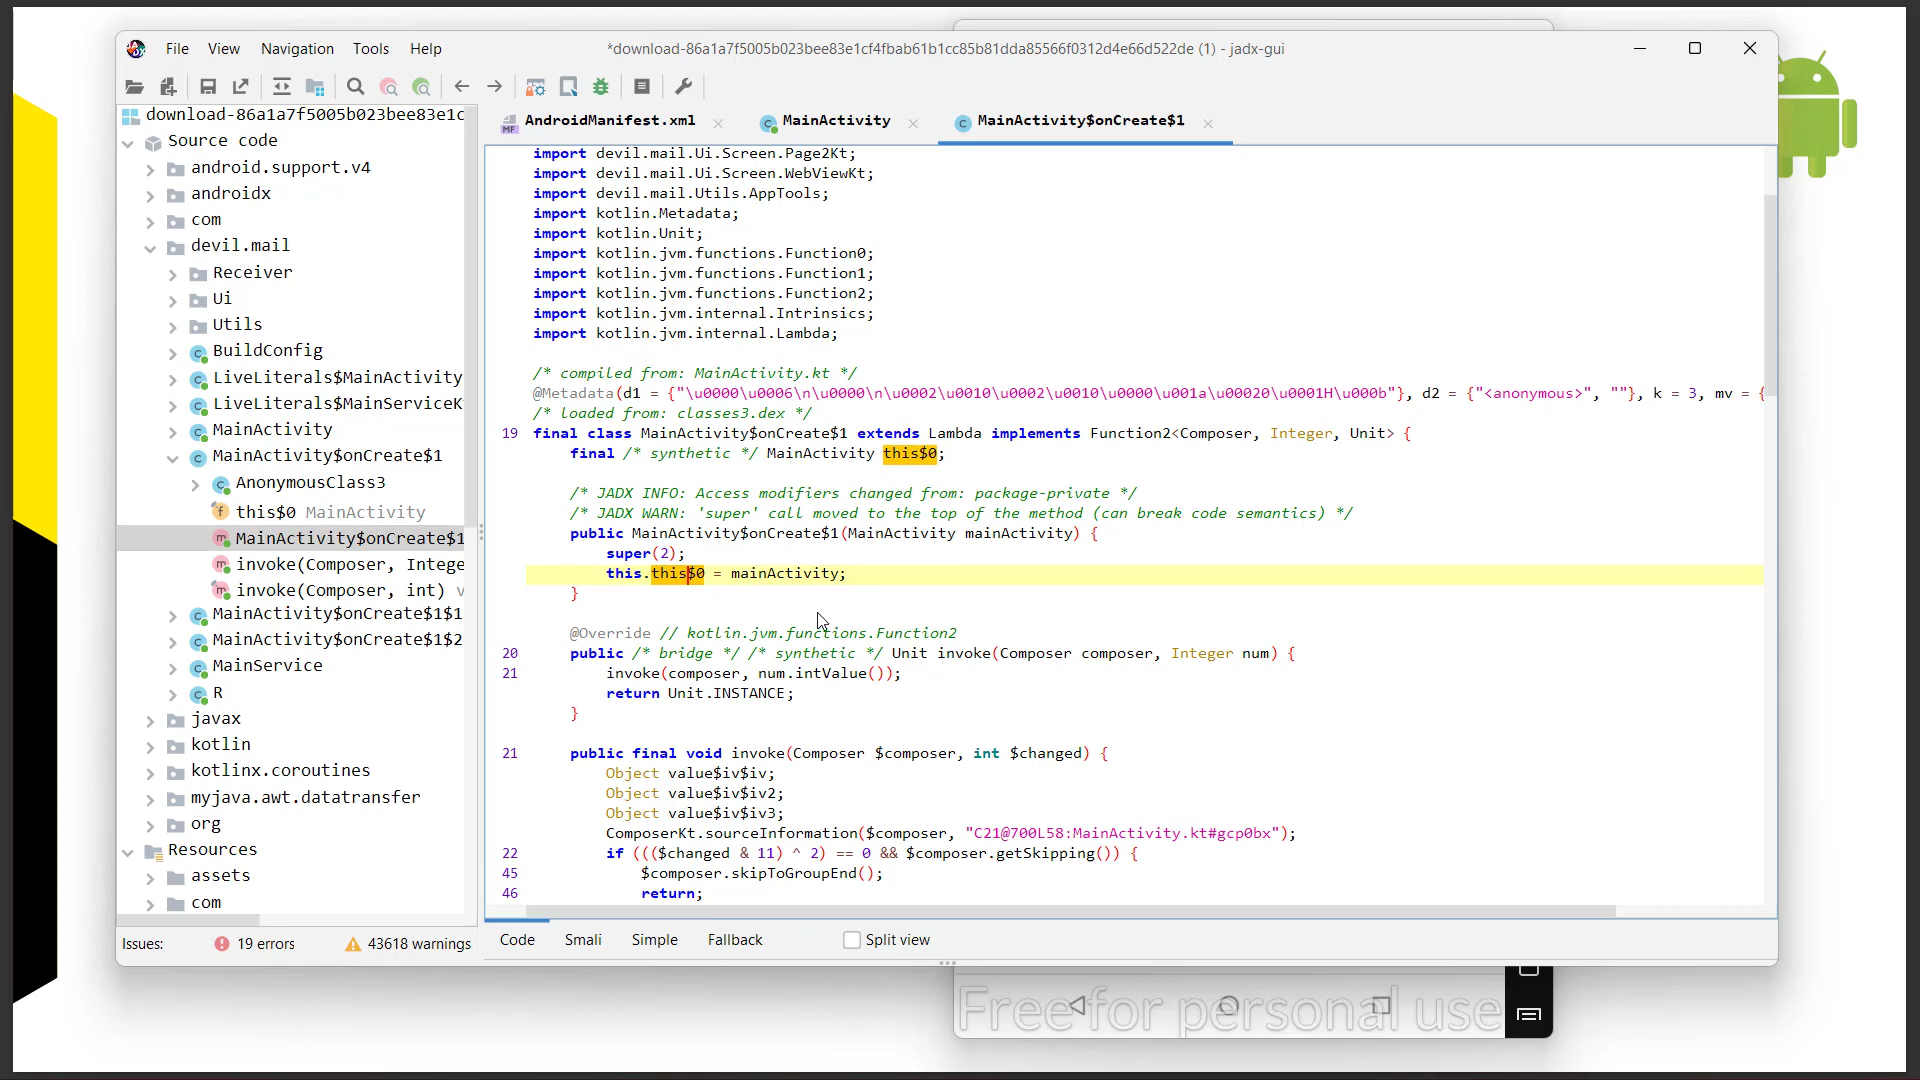 File View Navigation Tools Help
*download-86a1a7f5005b023bee83e1cf4fbab61b1cc85b81dda85566f0312d4e66d522de (1) - jadx-gui
download-86a1a7f5005b023bee83e1c
Source code
android.support.v4
androidx
com
devil.mail
Receiver
Ui
Utils
BuildConfig
LiveLiterals$MainActivity
LiveLiterals$MainServiceK
MainActivity
MainActivity$onCreate$1
AnonymousClass3
this$0 MainActivity
MainActivity$onCreate$1
invoke(Composer, Intege
invoke(Composer, int) v
MainActivity$onCreate$1$1
MainActivity$onCreate$1$2
MainService
R
javax
kotlin
kotlinx.coroutines
myjava.awt.datatransfer
org
Resources
assets
com
Issues: 19 errors 43618 warnings
MF AndroidManifest.xml MainActivity MainActivity$onCreate$1
import devil.mail.Ui.Screen.Page2Kt;
import devil.mail.Ui.Screen.WebViewKt;
import devil.mail.Utils.AppTools;
import kotlin.Metadata;
import kotlin.Unit;
import kotlin.jvm.functions.Function0;
import kotlin.jvm.functions.Function1;
import kotlin.jvm.functions.Function2;
import kotlin.jvm.internal.Intrinsics;
import kotlin.jvm.internal.Lambda;
/* compiled from: MainActivity.kt */
@Metadata(d1 = {"\u0000\u0006\n\u0000\n\u0002\u0010\u0002\u0010\u0000\u001a\u00020\u0001H\u000b"}, d2 = {"<anonymous>", ""}, k = 3, mv = {
/* loaded from: classes3.dex */
19 final class MainActivity$onCreate$1 extends Lambda implements Function2<Composer, Integer, Unit> {
final /* synthetic */ MainActivity this$0;
/* JADX INFO: Access modifiers changed from: package-private */
/* JADX WARN: 'super' call moved to the top of the method (can break code semantics) */
public MainActivity$onCreate$1(MainActivity mainActivity) {
super(2);
this.this$0 = mainActivity;
}
@Override // kotlin.jvm.functions.Function2
20 public /* bridge */ /* synthetic */ Unit invoke(Composer composer, Integer num) {
21 invoke(composer, num.intValue());
return Unit.INSTANCE;
}
21 public final void invoke(Composer $composer, int $changed) {
Object value$iv$iv;
Object value$iv$iv2;
Object value$iv$iv3;
ComposerKt.sourceInformation($composer, "C21@700L58:MainActivity.kt#gcp0bx");
22 if ((($changed & 11) ^ 2) == 0 && $composer.getSkipping()) {
45 $composer.skipToGroupEnd();
46 return;
Code Smali Simple Fallback Split view
Free for personal use